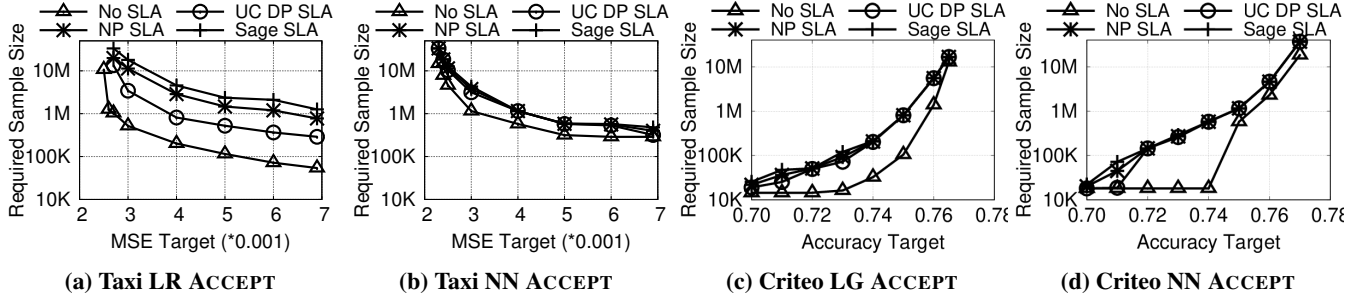 No SLA UC DP SLA
NP SLA Sage SLA
Required Sample Size
10M
1M
100K
10K
2 3 4 5 6 7
MSE Target (*0.001)
(a) Taxi LR ACCEPT
No SLA UC DP SLA
NP SLA Sage SLA
Required Sample Size
10M
1M
100K
10K
2 3 4 5 6 7
MSE Target (*0.001)
(b) Taxi NN ACCEPT
No SLA UC DP SLA
NP SLA Sage SLA
Required Sample Size
10M
1M
100K
10K
0.70 0.72 0.74 0.76 0.78
Accuracy Target
(c) Criteo LG ACCEPT
No SLA UC DP SLA
NP SLA Sage SLA
Required Sample Size
10M
1M
100K
10K
0.70 0.72 0.74 0.76 0.78
Accuracy Target
(d) Criteo NN ACCEPT